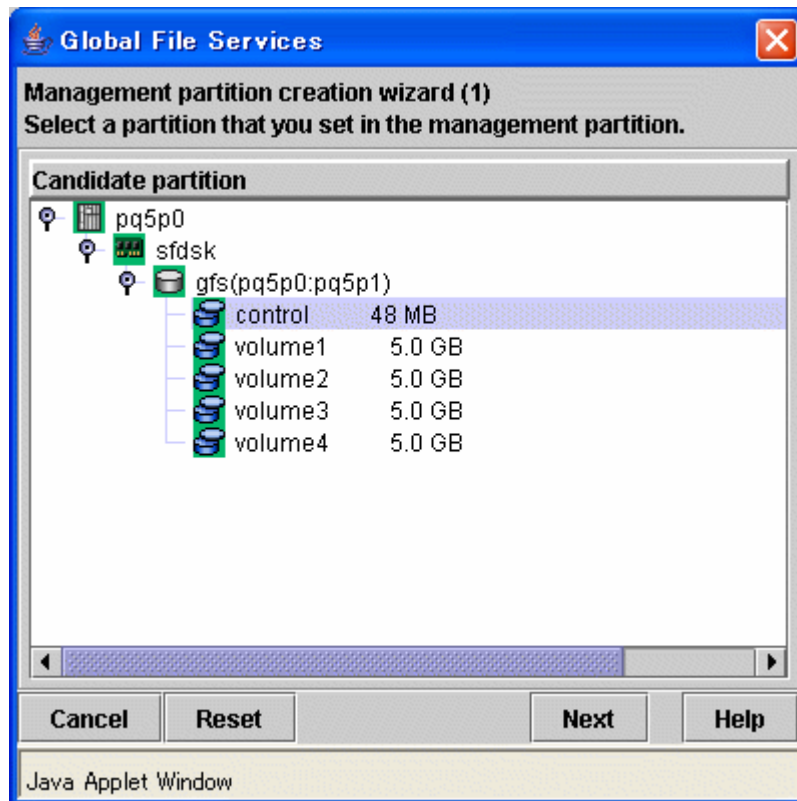 Global File Services
Management partition creation wizard (1)
Select a partition that you set in the management partition.
Candidate partition
pq5p0
sfdsk
gfs(pq5p0:pq5p1)
control 48 MB
volume1 5.0 GB
volume2 5.0 GB
volume3 5.0 GB
volume4 5.0 GB
Cancel Reset Next Help
Java Applet Window